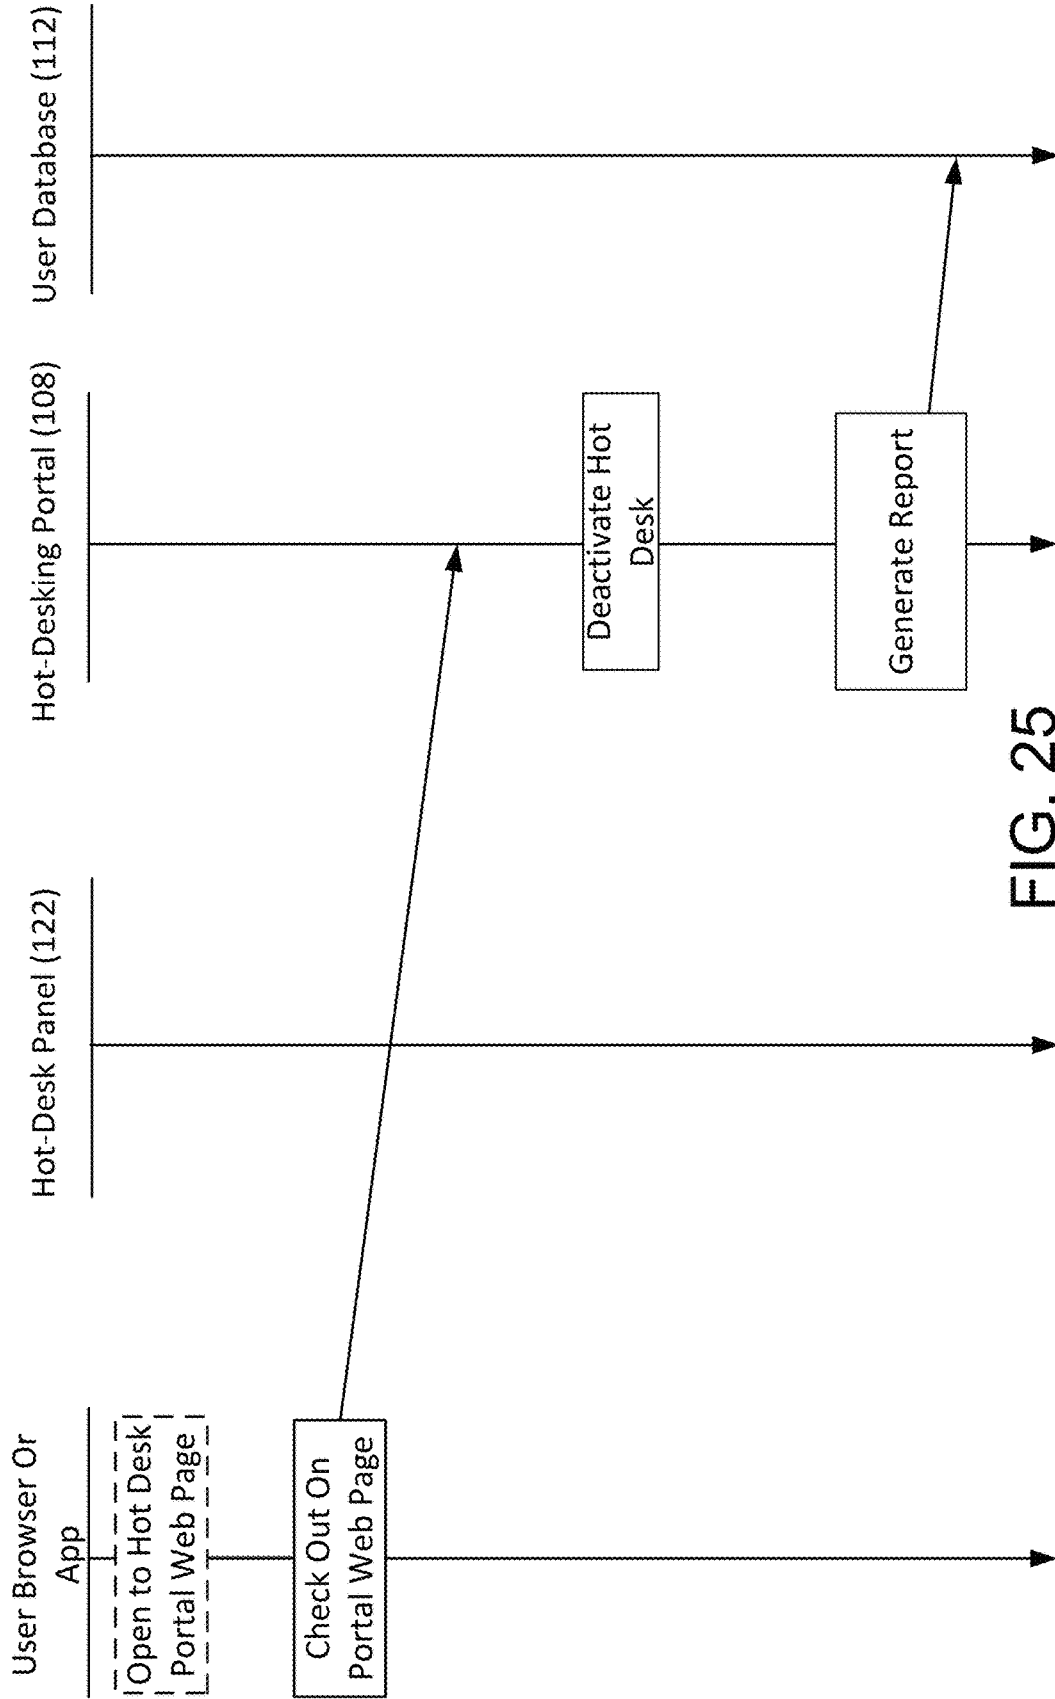 User Browser Or
App
Hot-Desk Panel (122)
Hot-Desking Portal (108)
User Database (112)
Open to Hot Desk
Portal Web Page
Check Out On
Portal Web Page
Deactivate Hot
Desk
Generate Report
FIG. 25